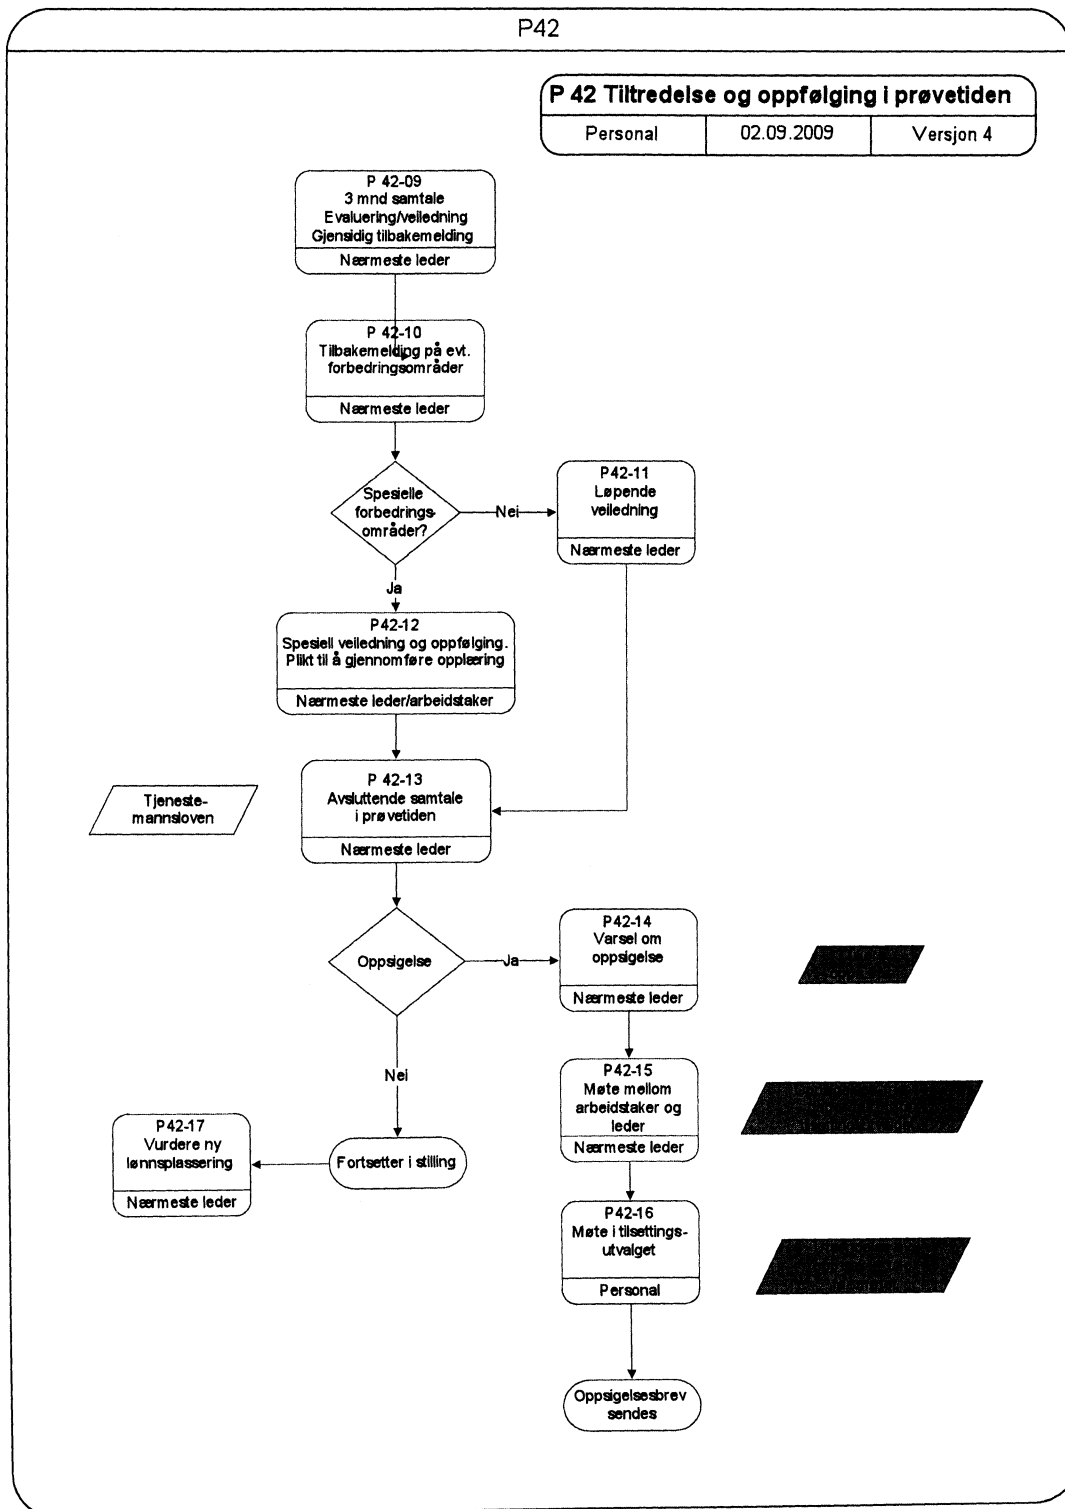 P42
P 42 Tiltredelse og oppfølging i prøvetiden
Personal
02.09.2009
Versjon 4
P 42-09
3 mnd samtale
Evaluering/veiledning
Gjensidig tilbakemelding
Nærmeste leder
P 42-10
Tilbakemelding på evt.
forbedringsområder
Nærmeste leder
Spesielle
forbedrings-
områder?
Nei
P42-11
Løpende
veiledning
Nærmeste leder
Ja
P42-12
Spesiell veiledning og oppfølging.
Plikt til å gjennomføre opplæring
Nærmeste leder/arbeidstaker
Tjeneste-
mannsloven
P 42-13
Avsluttende samtale
i prøvetiden
Nærmeste leder
Oppsigelse
Ja
P42-14
Varsel om
oppsigelse
Nærmeste leder
Nei
P42-15
Møte mellom
arbeidstaker og
leder
Nærmeste leder
P42-17
Vurdere ny
lønnsplassering
Nærmeste leder
Fortsetter i stilling
P42-16
Møte i tilsettings-
utvalget
Personal
Oppsigelsesbrev
sendes